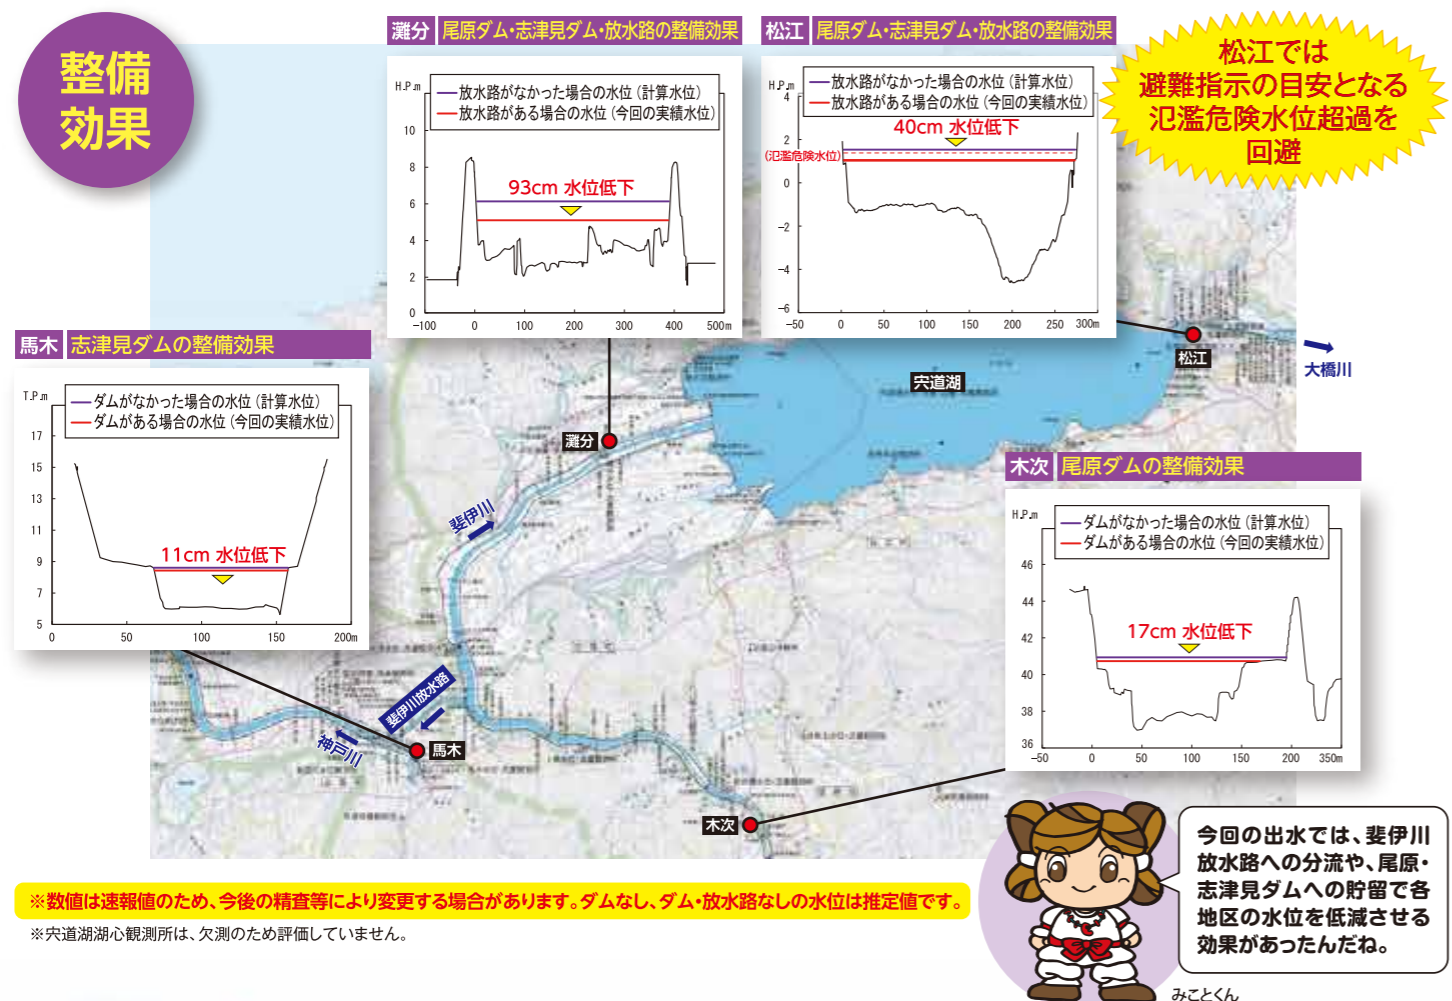 整備
効果
灘分 尾原ダム・志津見ダム・放水路の整備効果
H.P.m
放水路がなかった場合の水位（計算水位）
放水路がある場合の水位（今回の実績水位）
93cm 水位低下
10
8
6
4
2
0
-100 0 100 200 300 400 500m
松江 尾原ダム・志津見ダム・放水路の整備効果
H.P.m
放水路がなかった場合の水位（計算水位）
放水路がある場合の水位（今回の実績水位）
40cm 水位低下
(氾濫危険水位)
4
2
0
-2
-4
-6
-50 0 50 100 150 200 250 300m
松江では
避難指示の目安となる
氾濫危険水位超過を
回避
馬木 志津見ダムの整備効果
T.P.m
ダムがなかった場合の水位（計算水位）
ダムがある場合の水位（今回の実績水位）
11cm 水位低下
17
15
13
11
9
7
5
0 50 100 150 200m
松江
大橋川
宍道湖
灘分
斐伊川
斐伊川放水路
神戸川
馬木
木次
木次 尾原ダムの整備効果
H.P.m
ダムがなかった場合の水位（計算水位）
ダムがある場合の水位（今回の実績水位）
17cm 水位低下
46
44
42
40
38
36
-50 0 50 100 150 200 250 300 350m
今回の出水では、斐伊川
放水路への分流や、尾原・
志津見ダムへの貯留で各
地区の水位を低減させる
効果があったんだね。
みことくん
※数値は速報値のため、今後の精査等により変更する場合があります。ダムなし、ダム・放水路なしの水位は推定値です。
※宍道湖湖心観測所は、欠測のため評価していません。